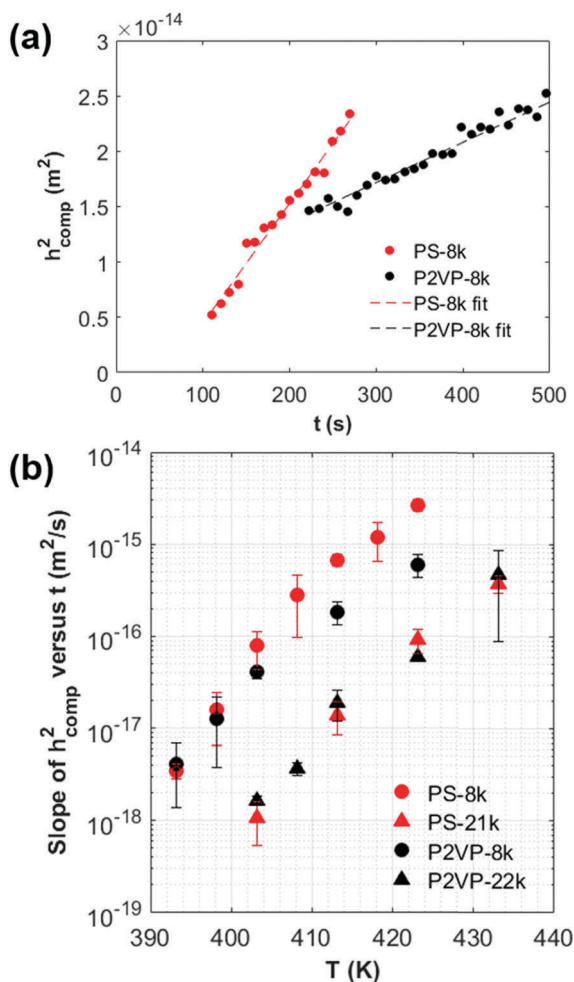 (a)
× 10⁻¹⁴
3
2.5
2
1.5
1
0.5
0
h²comp (m²)
PS-8k
P2VP-8k
PS-8k fit
P2VP-8k fit
0 100 200 300 400 500
t (s)
(b)
10⁻¹⁴
10⁻¹⁵
10⁻¹⁶
10⁻¹⁷
10⁻¹⁸
10⁻¹⁹
Slope of h²comp versus t (m²/s)
PS-8k
PS-21k
P2VP-8k
P2VP-22k
390 400 410 420 430 440
T (K)